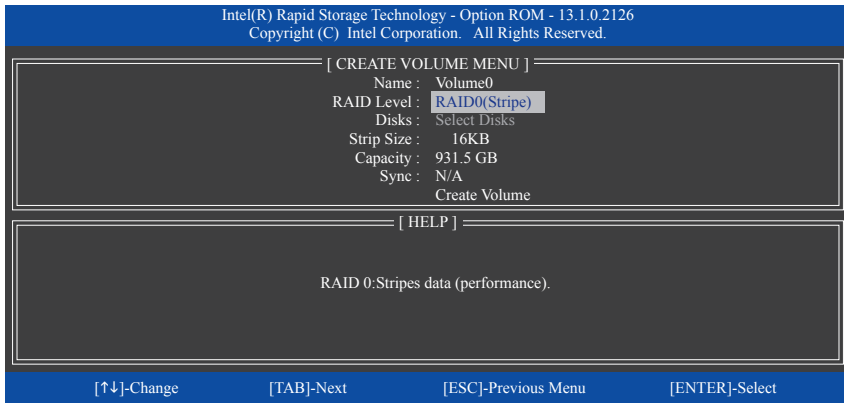 Intel(R) Rapid Storage Technology - Option ROM - 13.1.0.2126
Copyright (C) Intel Corporation. All Rights Reserved.
[ CREATE VOLUME MENU ]
Name : Volume0
RAID Level : RAID0(Stripe)
Disks : Select Disks
Strip Size : 16KB
Capacity : 931.5 GB
Sync : N/A
Create Volume
[ HELP ]
RAID 0:Stripes data (performance).
[↑↓]-Change [TAB]-Next [ESC]-Previous Menu [ENTER]-Select